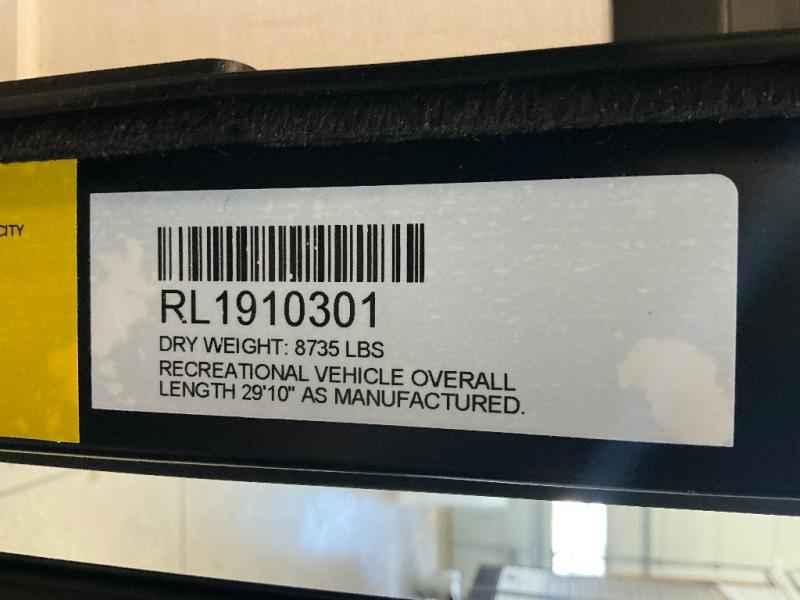 CITY
RL1910301
DRY WEIGHT: 8735 LBS
RECREATIONAL VEHICLE OVERALL
LENGTH 29'10" AS MANUFACTURED.